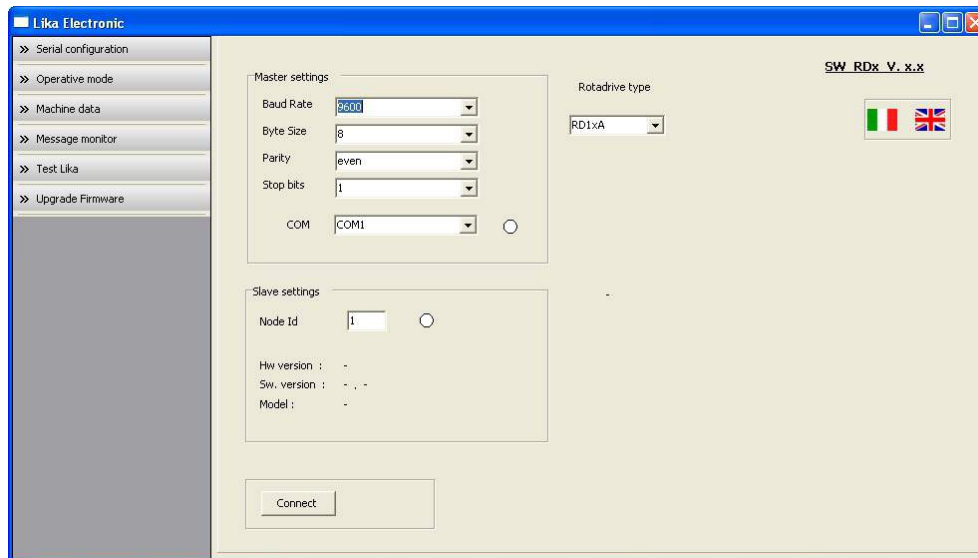 Lika Electronic
» Serial configuration
» Operative mode
» Machine data
» Message monitor
» Test Lika
» Upgrade Firmware
Master settings
Baud Rate 9600
Byte Size 8
Parity even
Stop bits 1
COM COM1
Rotadrive type
RD1xA
SW RDx V. x.x
Slave settings
Node Id 1
Hw version : -
Sw. version : - . -
Model : -
-
Connect